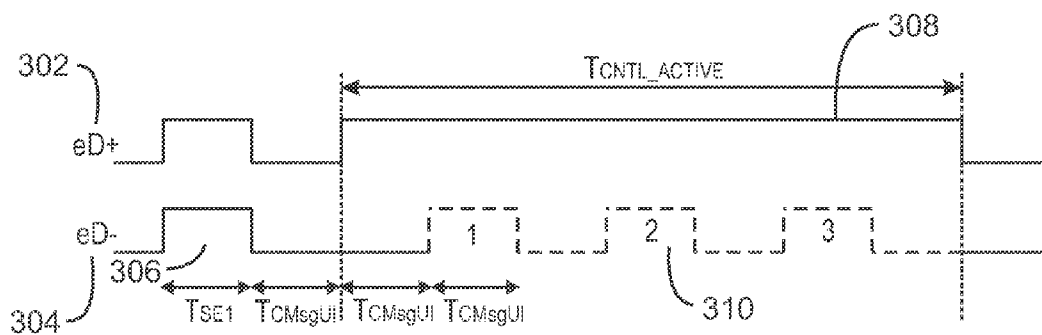 308
302
TCNTL_ACTIVE
eD+
eD-
1
2
3
306
304
TSE1
TCMsgUI
TCMsgUI
TCMsgUI
310